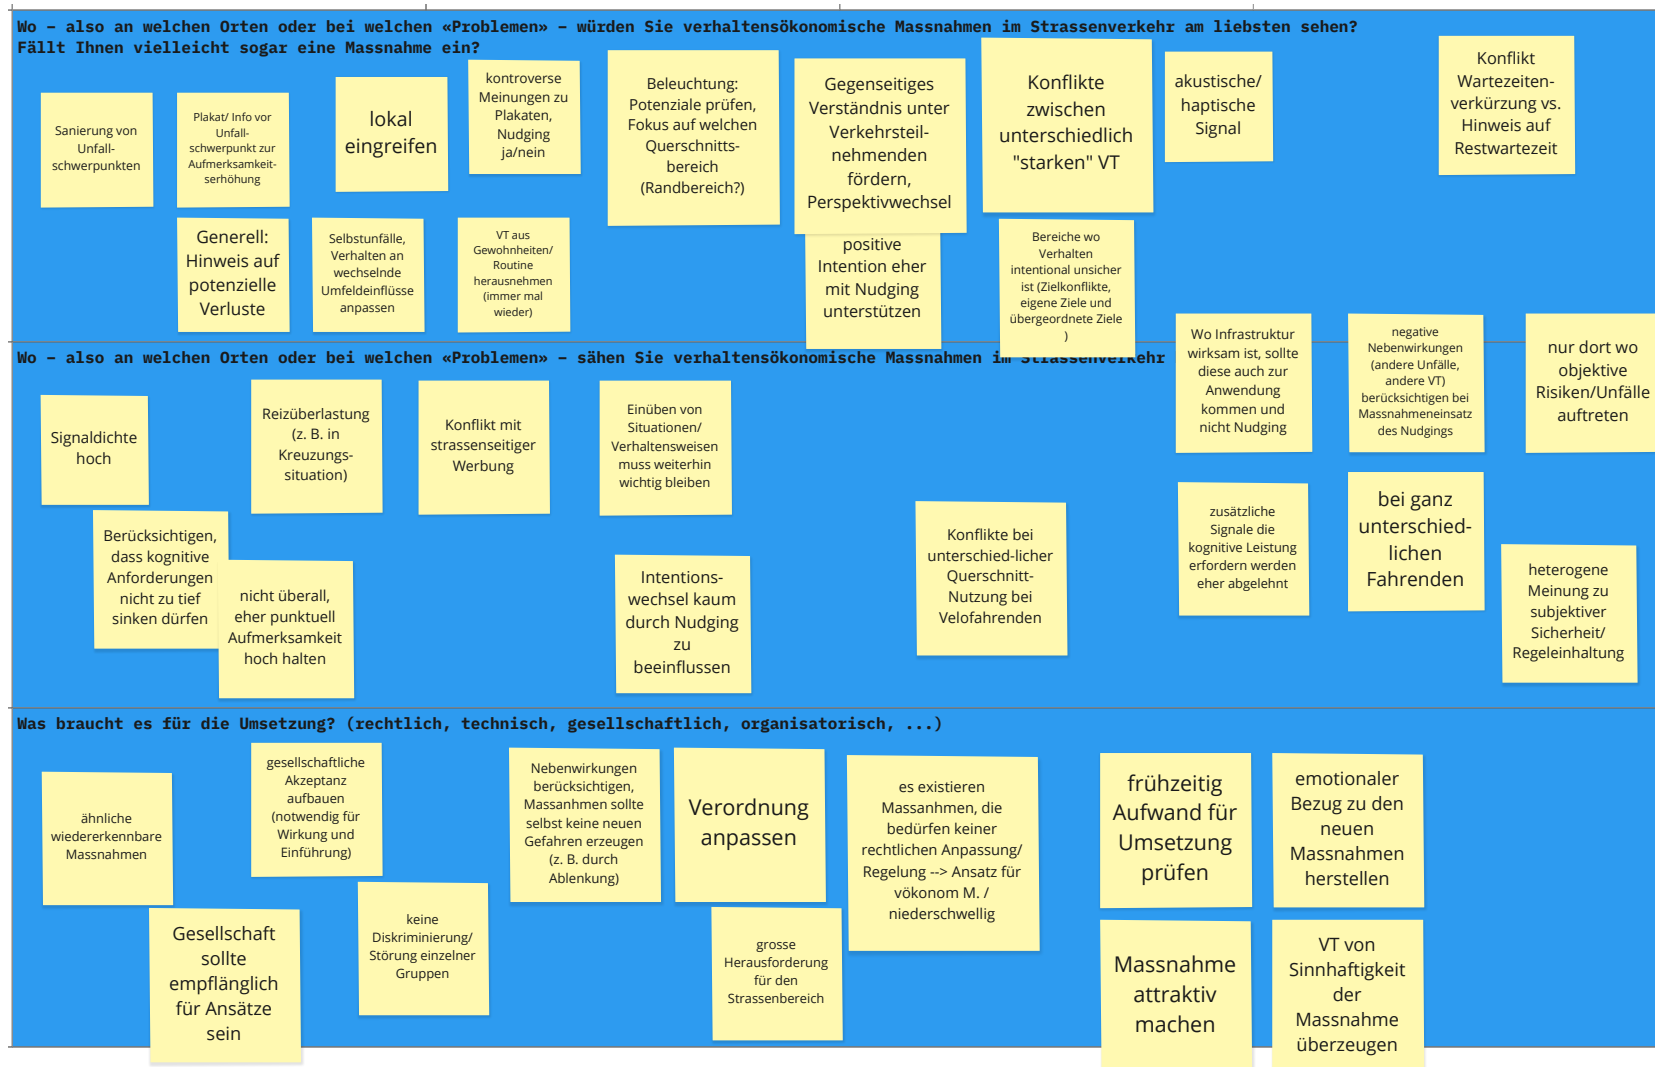 Wo – also an welchen Orten oder bei welchen «Problemen» – würden Sie verhaltensökonomische Massnahmen im Strassenverkehr am liebsten sehen?
Fällt Ihnen vielleicht sogar eine Massnahme ein?
Sanierung von
Unfall-
schwerpunkten
Plakat/ Info vor
Unfall-
schwerpunkt zur
Aufmerksamkeit-
serhöhung
lokal
eingreifen
kontroverse
Meinungen zu
Plakaten,
Nudging
ja/nein
Beleuchtung:
Potenziale prüfen,
Fokus auf welchen
Querschnitts-
bereich
(Randbereich?)
Gegenseitiges
Verständnis unter
Verkehrsteil-
nehmenden
fördern,
Perspektivwechsel
Konflikte
zwischen
unterschiedlich
"starken" VT
akustische/
haptische
Signal
Konflikt
Wartezeiten-
verkürzung vs.
Hinweis auf
Restwartezeit
Generell:
Hinweis auf
potenzielle
Verluste
Selbstunfälle,
Verhalten an
wechselnde
Umfeldeinflüsse
anpassen
VT aus
Gewohnheiten/
Routine
herausnehmen
(immer mal
wieder)
positive
Intention eher
mit Nudging
unterstützen
Bereiche wo
Verhalten
intentional unsicher
ist (Zielkonflikte,
eigene Ziele und
übergeordnete Ziele
)
Wo – also an welchen Orten oder bei welchen «Problemen» – sähen Sie verhaltensökonomische Massnahmen im Strassenverkehr
Wo Infrastruktur
wirksam ist, sollte
diese auch zur
Anwendung
kommen und
nicht Nudging
negative
Nebenwirkungen
(andere Unfälle,
andere VT)
berücksichtigen bei
Massnahmeneinsatz
des Nudgings
nur dort wo
objektive
Risiken/Unfälle
auftreten
Signaldichte
hoch
Reizüberlastung
(z. B. in
Kreuzungs-
situation)
Konflikt mit
strassenseitiger
Werbung
Einüben von
Situationen/
Verhaltensweisen
muss weiterhin
wichtig bleiben
Berücksichtigen,
dass kognitive
Anforderungen
nicht zu tief
sinken dürfen
nicht überall,
eher punktuell
Aufmerksamkeit
hoch halten
Intentions-
wechsel kaum
durch Nudging
zu
beeinflussen
Konflikte bei
unterschied-licher
Querschnitt-
Nutzung bei
Velofahrenden
zusätzliche
Signale die
kognitive Leistung
erfordern werden
eher abgelehnt
bei ganz
unterschied-
lichen
Fahrenden
heterogene
Meinung zu
subjektiver
Sicherheit/
Regeleinhaltung
Was braucht es für die Umsetzung? (rechtlich, technisch, gesellschaftlich, organisatorisch, ...)
ähnliche
wiedererkennbare
Massnahmen
gesellschaftliche
Akzeptanz
aufbauen
(notwendig für
Wirkung und
Einführung)
Nebenwirkungen
berücksichtigen,
Massanhmen sollte
selbst keine neuen
Gefahren erzeugen
(z. B. durch
Ablenkung)
Verordnung
anpassen
es existieren
Massanhmen, die
bedürfen keiner
rechtlichen Anpassung/
Regelung --> Ansatz für
vökonom M. /
niederschwellig
frühzeitig
Aufwand für
Umsetzung
prüfen
emotionaler
Bezug zu den
neuen
Massnahmen
herstellen
Gesellschaft
sollte
empflänglich
für Ansätze
sein
keine
Diskriminierung/
Störung einzelner
Gruppen
grosse
Herausforderung
für den
Strassenbereich
Massnahme
attraktiv
machen
VT von
Sinnhaftigkeit
der
Massnahme
überzeugen